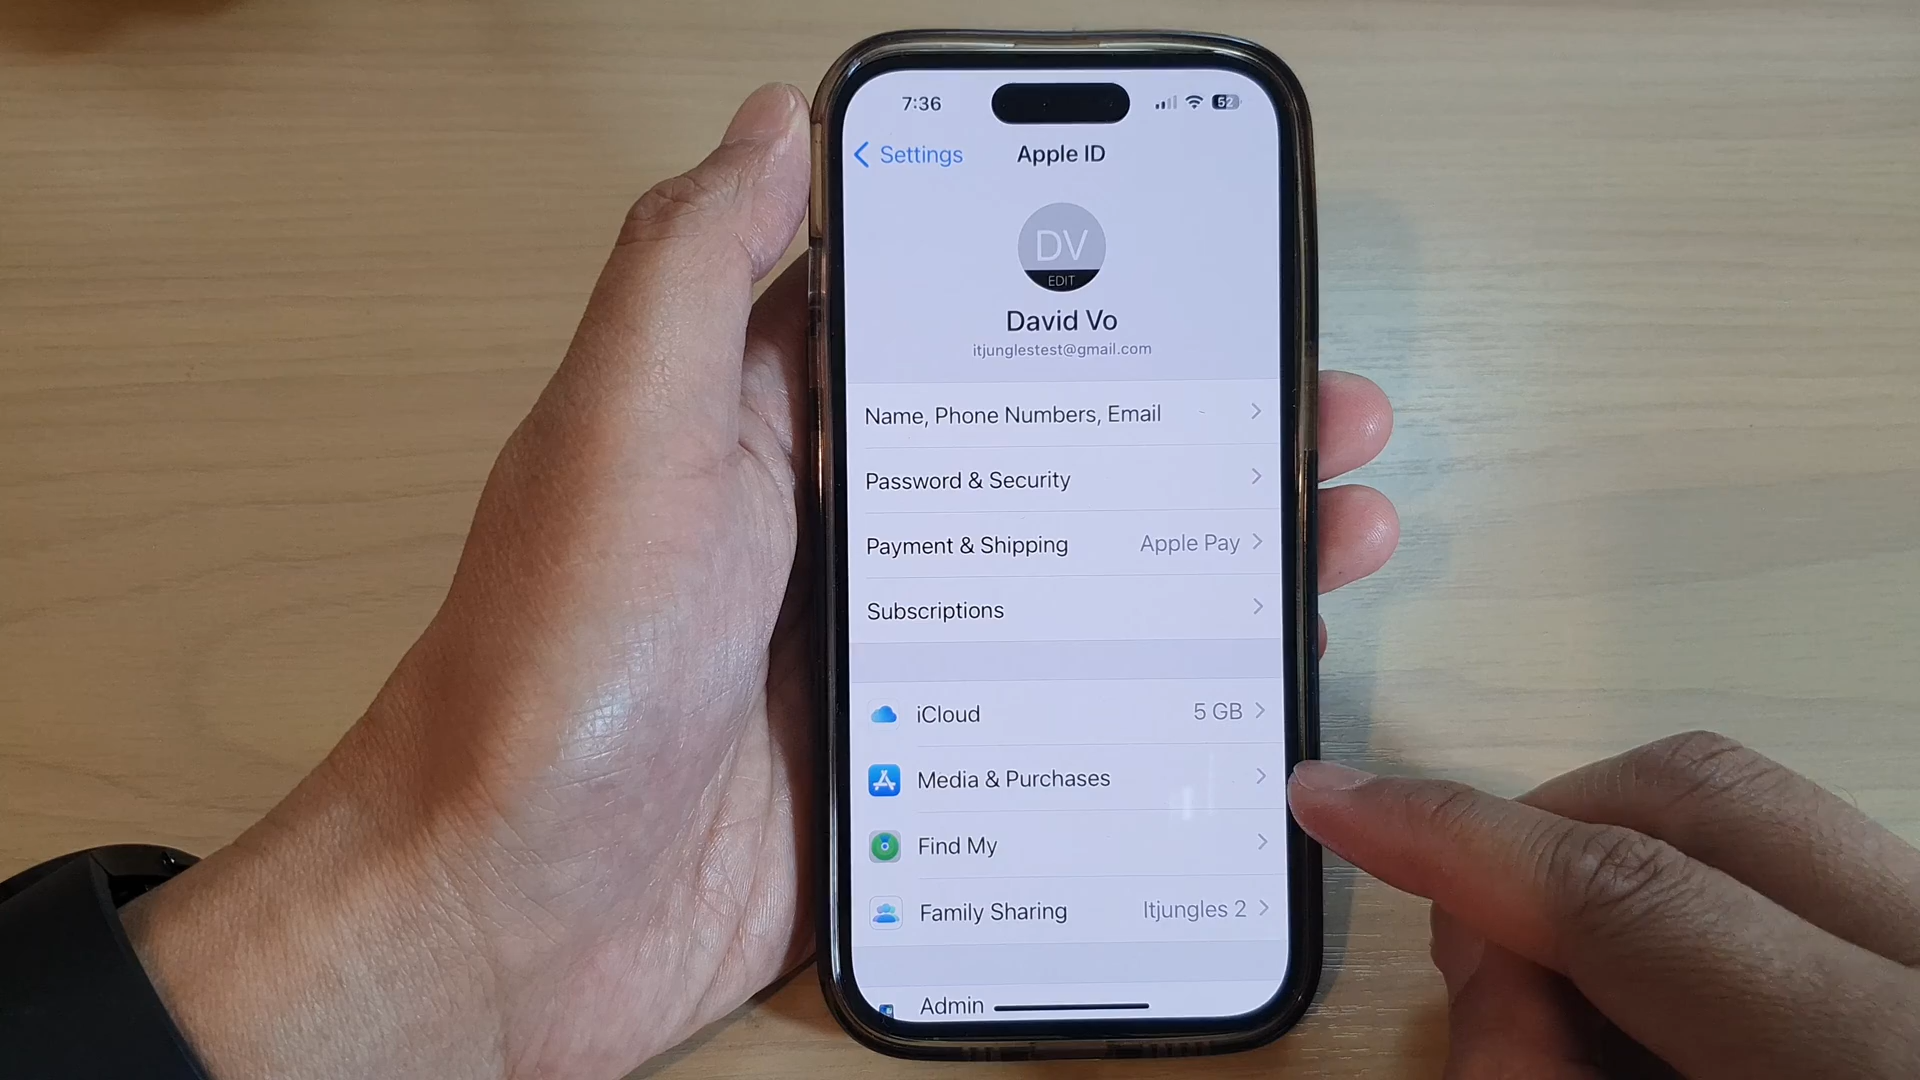 7:36
52
Settings
Apple ID
DV
EDIT
David Vo
itjunglestest@gmail.com
Name, Phone Numbers, Email
Password & Security
Payment & Shipping Apple Pay
Subscriptions
iCloud 5 GB
Media & Purchases
Find My
Family Sharing Itjungles 2
Admin